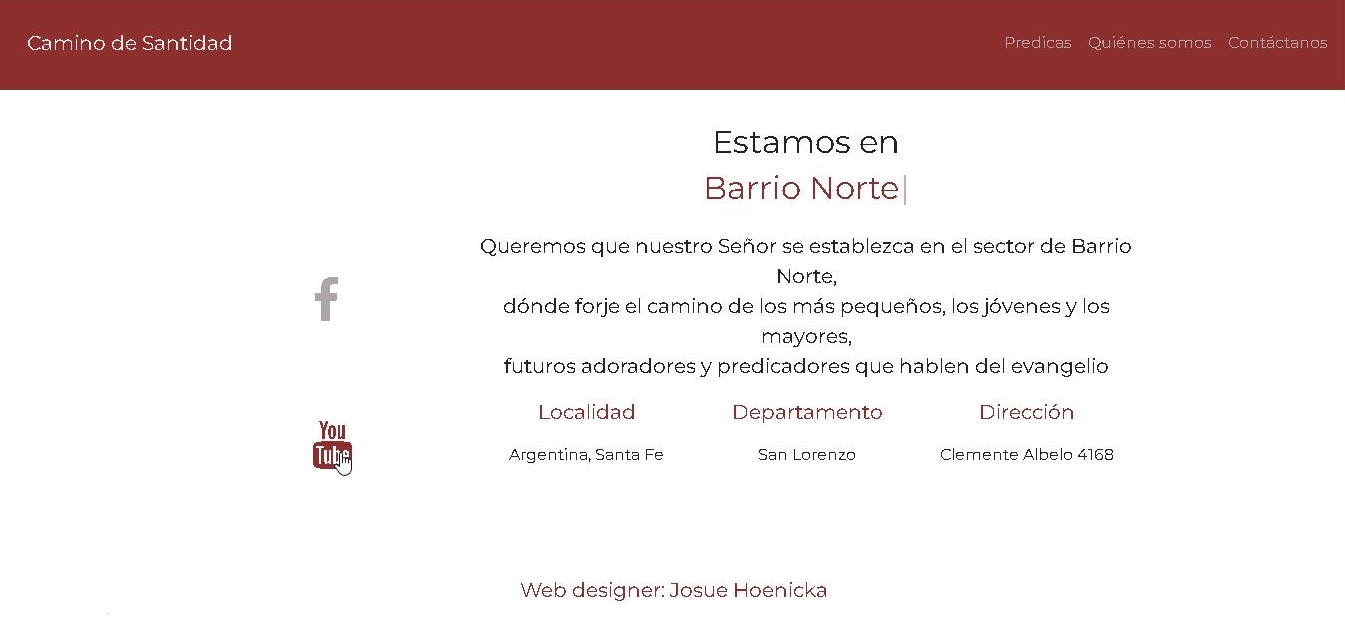 Camino de Santidad
Predicas Quiénes somos Contáctanos
Estamos en
Barrio Norte
Queremos que nuestro Señor se establezca en el sector de Barrio
Norte,
dónde forje el camino de los más pequeños, los jóvenes y los
mayores,
futuros adoradores y predicadores que hablen del evangelio
You
Tube
Localidad Departamento Dirección
Argentina, Santa Fe San Lorenzo Clemente Albelo 4168
Web designer: Josue Hoenicka